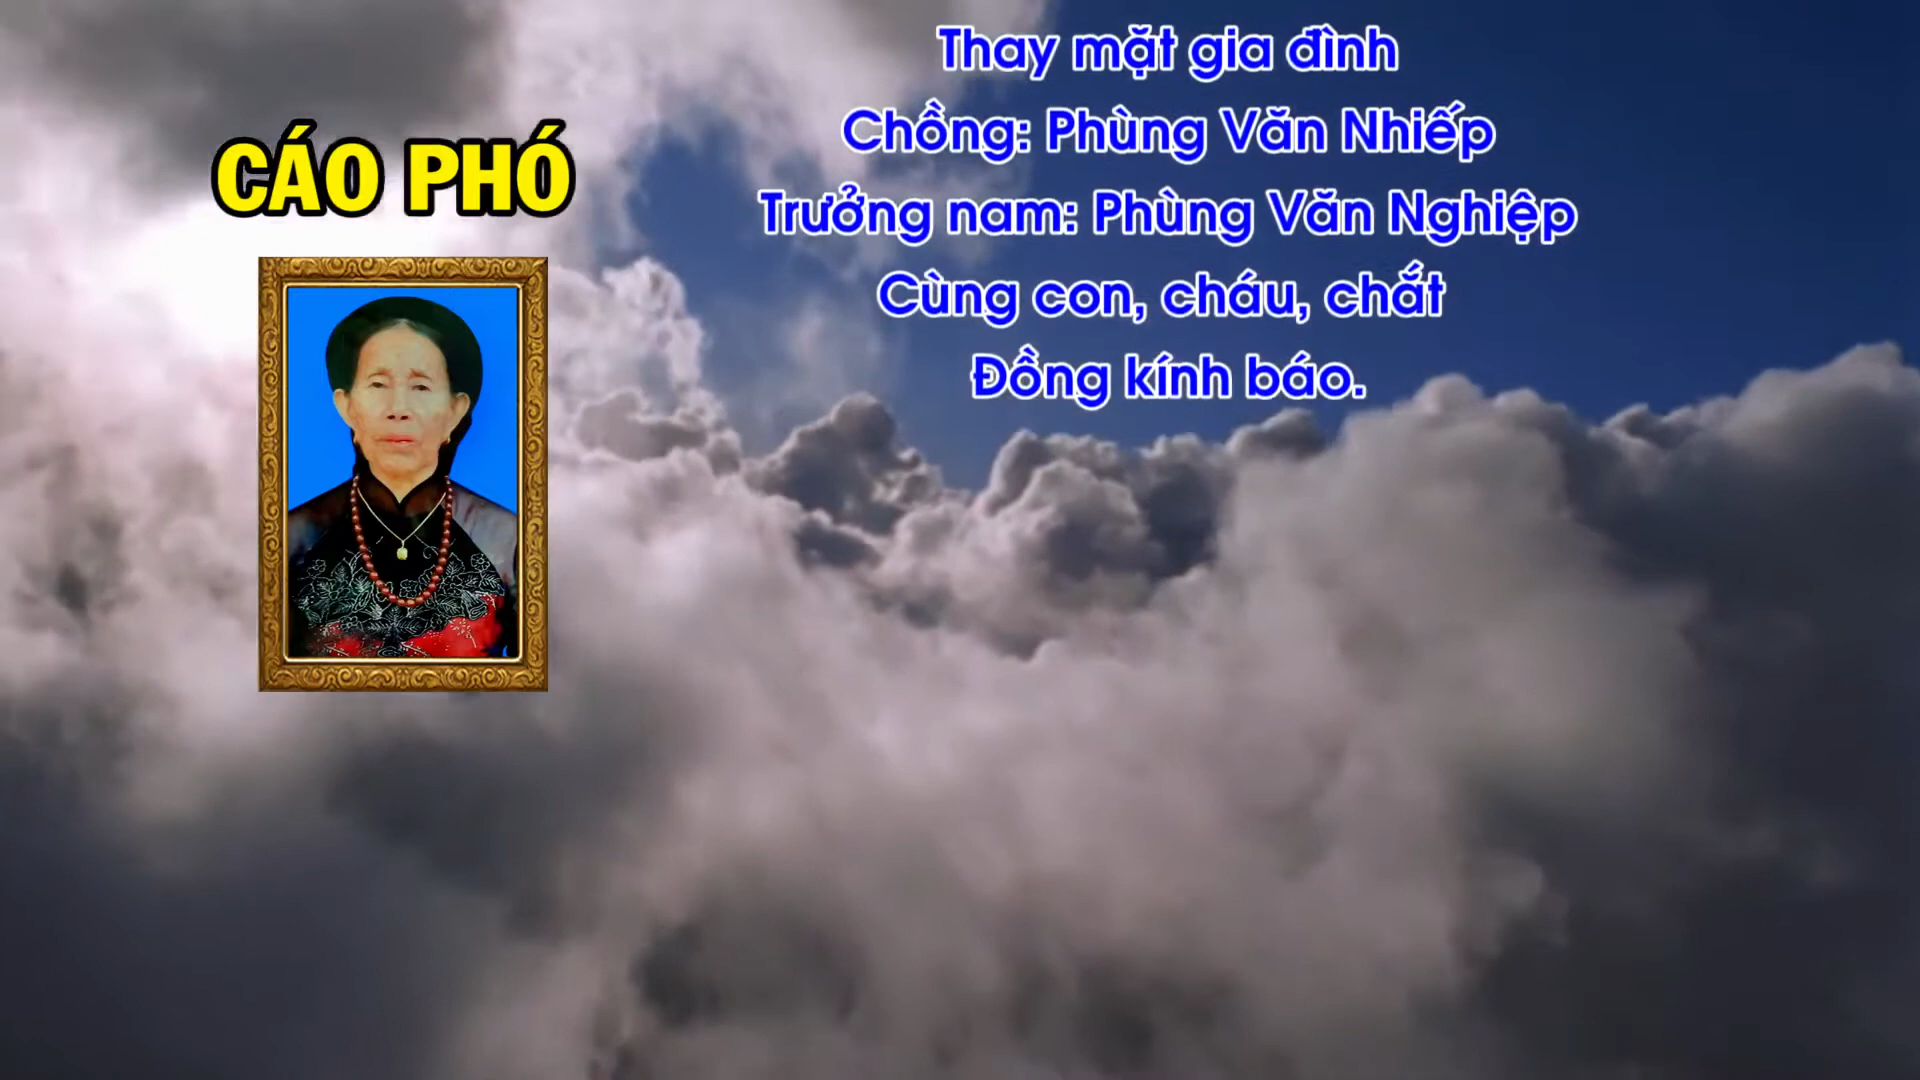 CÁO PHÓ
Thay mặt gia đình
Chồng: Phùng Văn Nhiếp
Trưởng nam: Phùng Văn Nghiệp
Cùng con, cháu, chắt
Đồng kính báo.